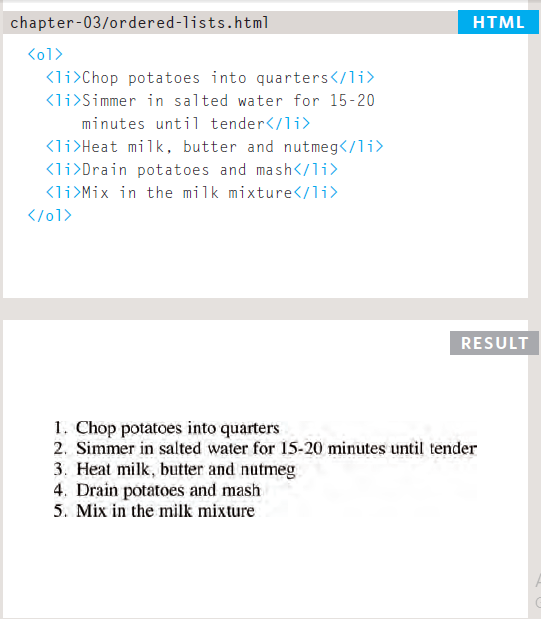 chapter-03/ordered-lists.html
HTML
<ol>
<li>Chop potatoes into quarters</li>
<li>Simmer in salted water for 15-20
minutes until tender</li>
<li>Heat milk, butter and nutmeg</li>
<li>Drain potatoes and mash</li>
<li>Mix in the milk mixture</li>
</ol>
RESULT
1. Chop potatoes into quarters
2. Simmer in salted water for 15-20 minutes until tender
3. Heat milk, butter and nutmeg
4. Drain potatoes and mash
5. Mix in the milk mixture